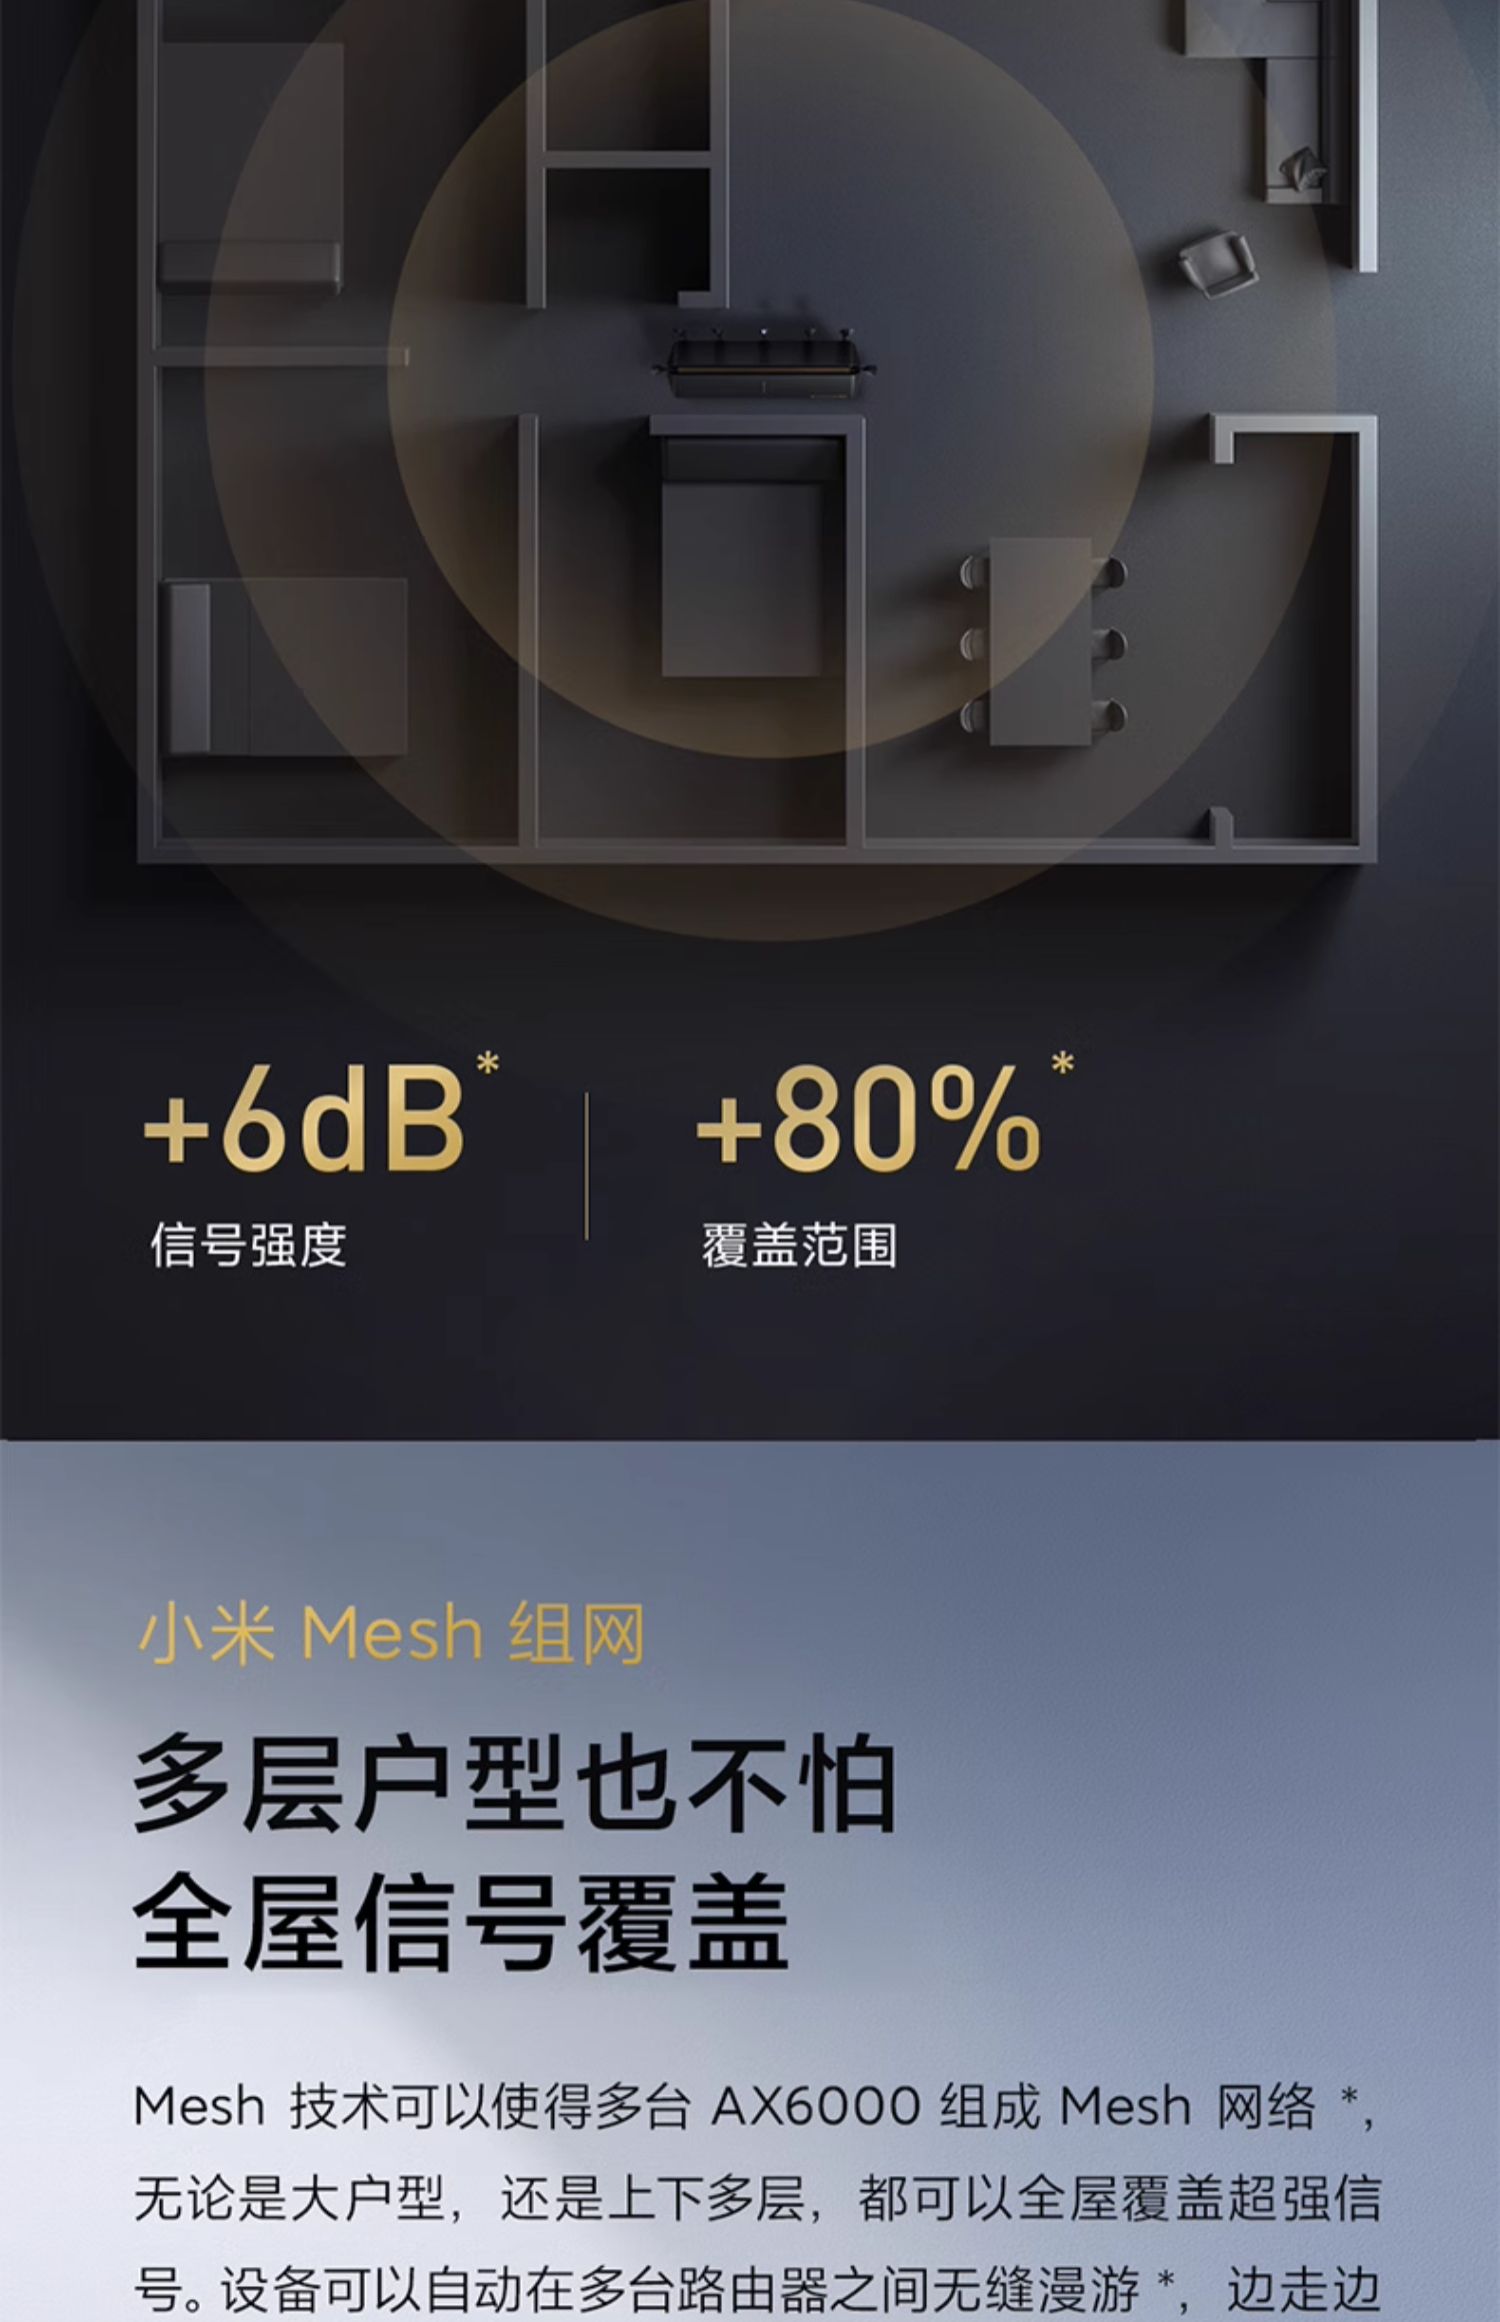 +6dB*
信号强度
+80%*
覆盖范围
小米 Mesh 组网
多层户型也不怕
全屋信号覆盖
Mesh 技术可以使得多台 AX6000 组成 Mesh 网络 *,
无论是大户型，还是上下多层，都可以全屋覆盖超强信
号。设备可以自动在多台路由器之间无缝漫游 *，边走边